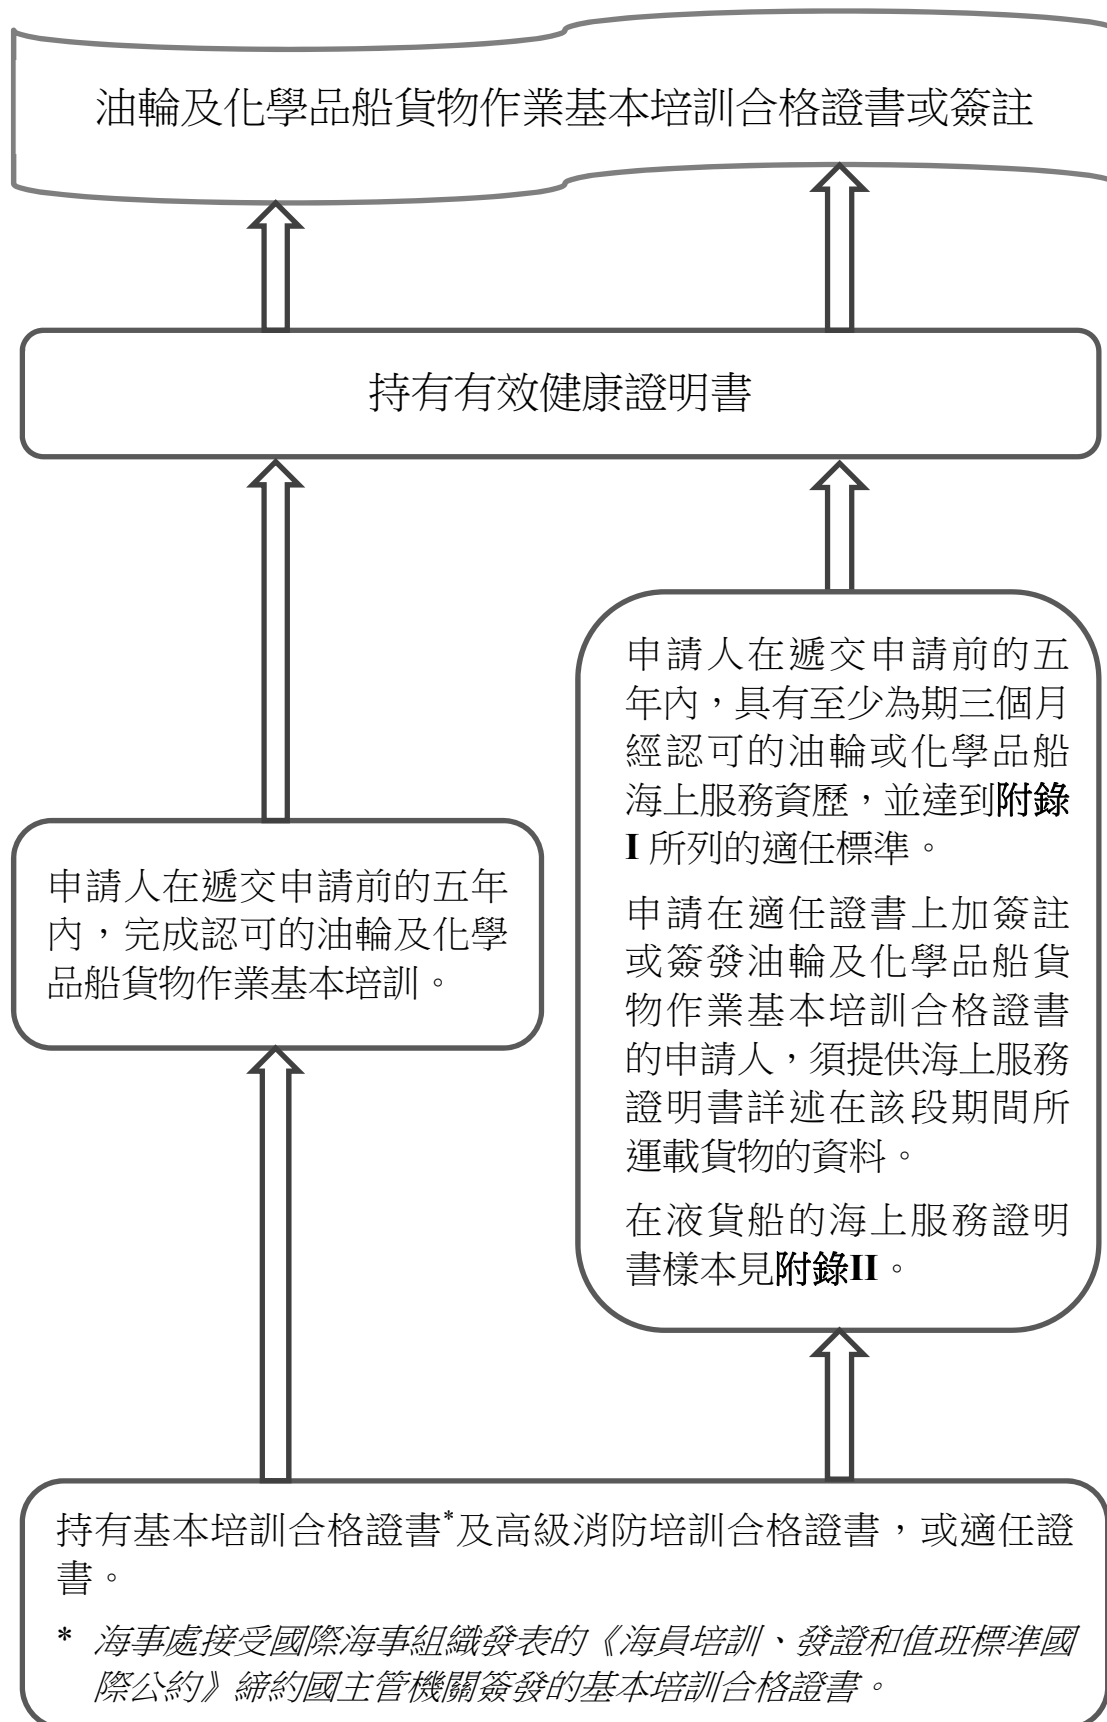 油輪及化學品船貨物作業基本培訓合格證書或簽註
持有有效健康證明書
申請人在遞交申請前的五
年內，具有至少為期三個月
經認可的油輪或化學品船
海上服務資歷，並達到附錄
I 所列的適任標準。
申請在適任證書上加簽註
或簽發油輪及化學品船貨
物作業基本培訓合格證書
的申請人，須提供海上服務
證明書詳述在該段期間所
運載貨物的資料。
在液貨船的海上服務證明
書樣本見附錄II。
申請人在遞交申請前的五年
內，完成認可的油輪及化學
品船貨物作業基本培訓。
持有基本培訓合格證書*及高級消防培訓合格證書，或適任證
書。
* 海事處接受國際海事組織發表的《海員培訓、發證和值班標準國
際公約》締約國主管機關簽發的基本培訓合格證書。